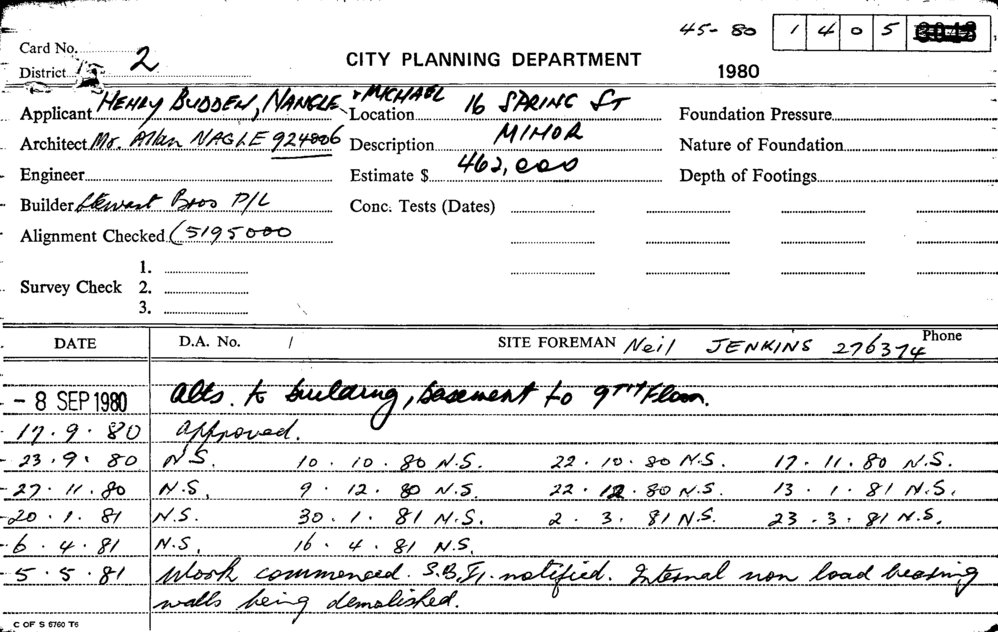 45-80 1405
Card No. 2
CITY PLANNING DEPARTMENT
District
1980
Applicant HENRY BUDDEN, NANGLE & MICHAEL Location 16 SPRING ST Foundation Pressure
Architect Mr. Allan NAGLE 924006 Description MINOR Nature of Foundation
Engineer Estimate $ 462,000 Depth of Footings
Builder Stewart Bros P/L Conc. Tests (Dates)
Alignment Checked (5195000
1.
Survey Check 2.
3.
DATE D.A. No. / SITE FOREMAN Neil JENKINS Phone 276374
- 8 SEP 1980 Alts. to building, basement to 9TH Floor.
17.9.80 Approved.
23.9.80 N.S. 10.10.80 N.S. 22.10.80 N.S. 17.11.80 N.S.
27.11.80 N.S. 9.12.80 N.S. 22.12.80 N.S. 13.1.81 N.S.
20.1.81 N.S. 30.1.81 N.S. 2.3.81 N.S. 23.3.81 N.S.
6.4.81 N.S. 16.4.81 N.S.
5.5.81 Work commenced. S.B.I. notified. Internal non load bearing
walls being demolished.
C OF S 6760 T6